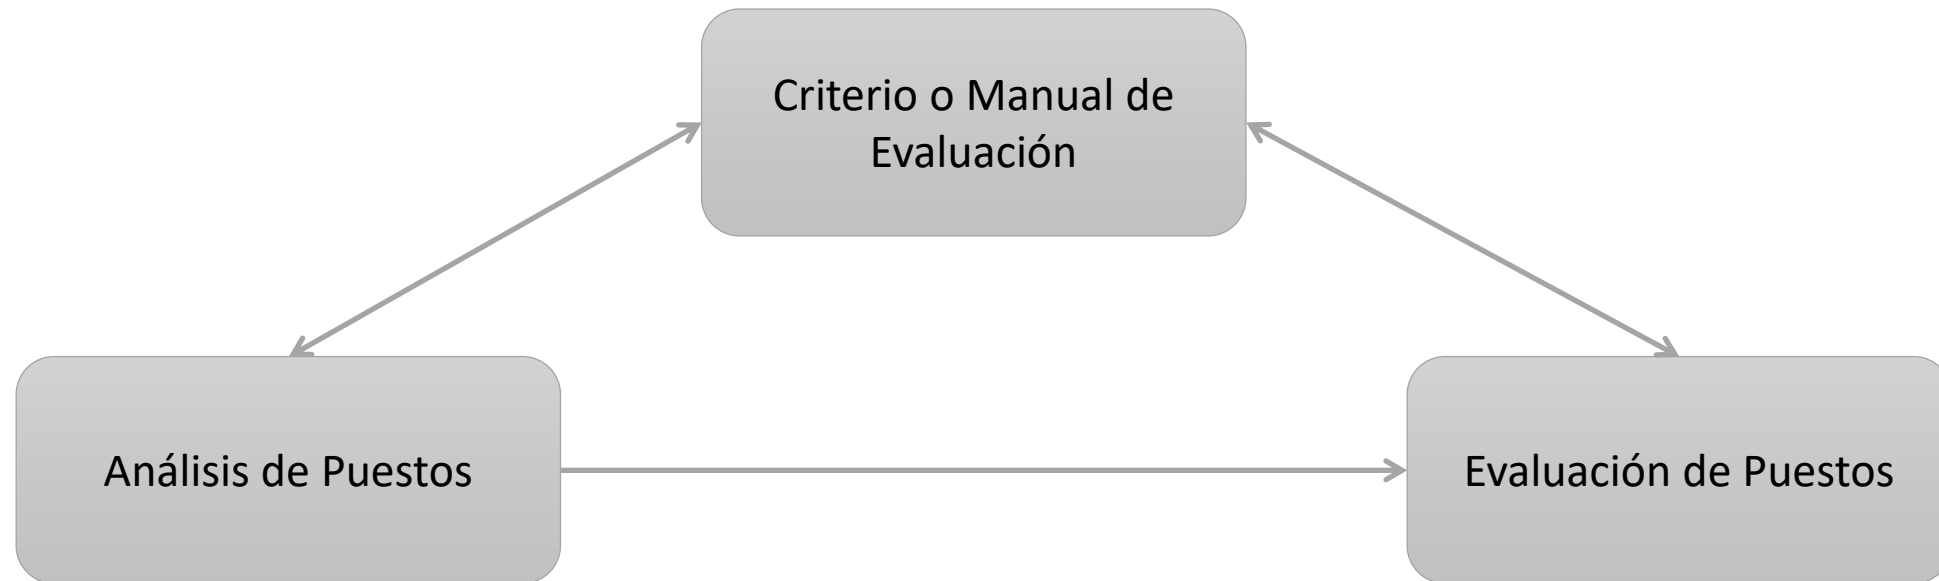 Criterio o Manual de
Evaluación
Análisis de Puestos
Evaluación de Puestos